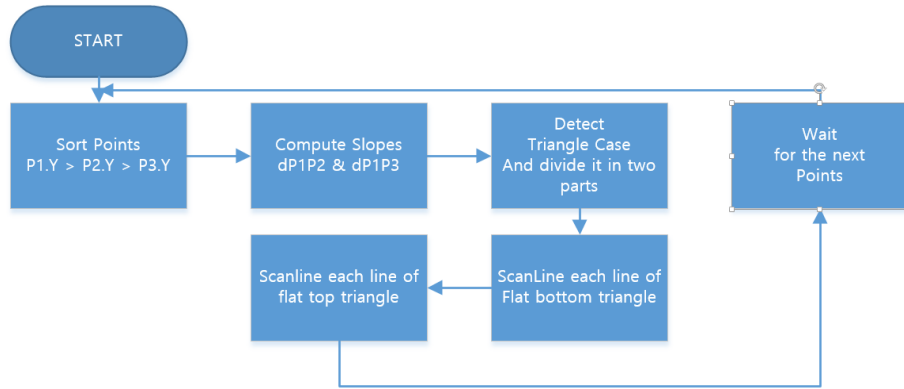 START
Sort Points
P1.Y > P2.Y > P3.Y
Compute Slopes
dP1P2 & dP1P3
Detect
Triangle Case
And divide it in two
parts
Wait
for the next
Points
Scanline each line of
flat top triangle
ScanLine each line of
Flat bottom triangle